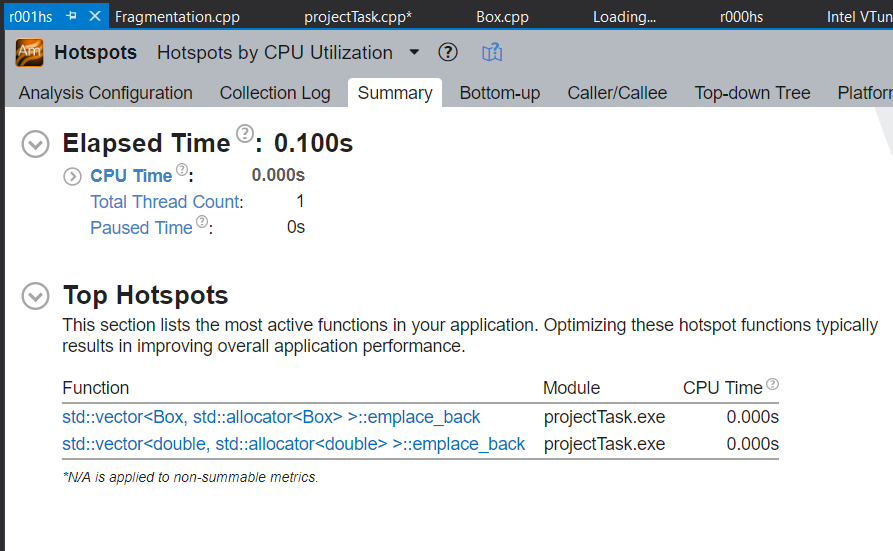 r001hs Fragmentation.cpp projectTask.cpp* Box.cpp Loading... r000hs Intel VTun
Am Hotspots Hotspots by CPU Utilization ?
Analysis Configuration Collection Log Summary Bottom-up Caller/Callee Top-down Tree Platfor
Elapsed Time ?: 0.100s
CPU Time ?: 0.000s
Total Thread Count: 1
Paused Time ?: 0s
Top Hotspots
This section lists the most active functions in your application. Optimizing these hotspot functions typically
results in improving overall application performance.
Function Module CPU Time ?
std::vector<Box, std::allocator<Box> >::emplace_back projectTask.exe 0.000s
std::vector<double, std::allocator<double> >::emplace_back projectTask.exe 0.000s
*N/A is applied to non-summable metrics.